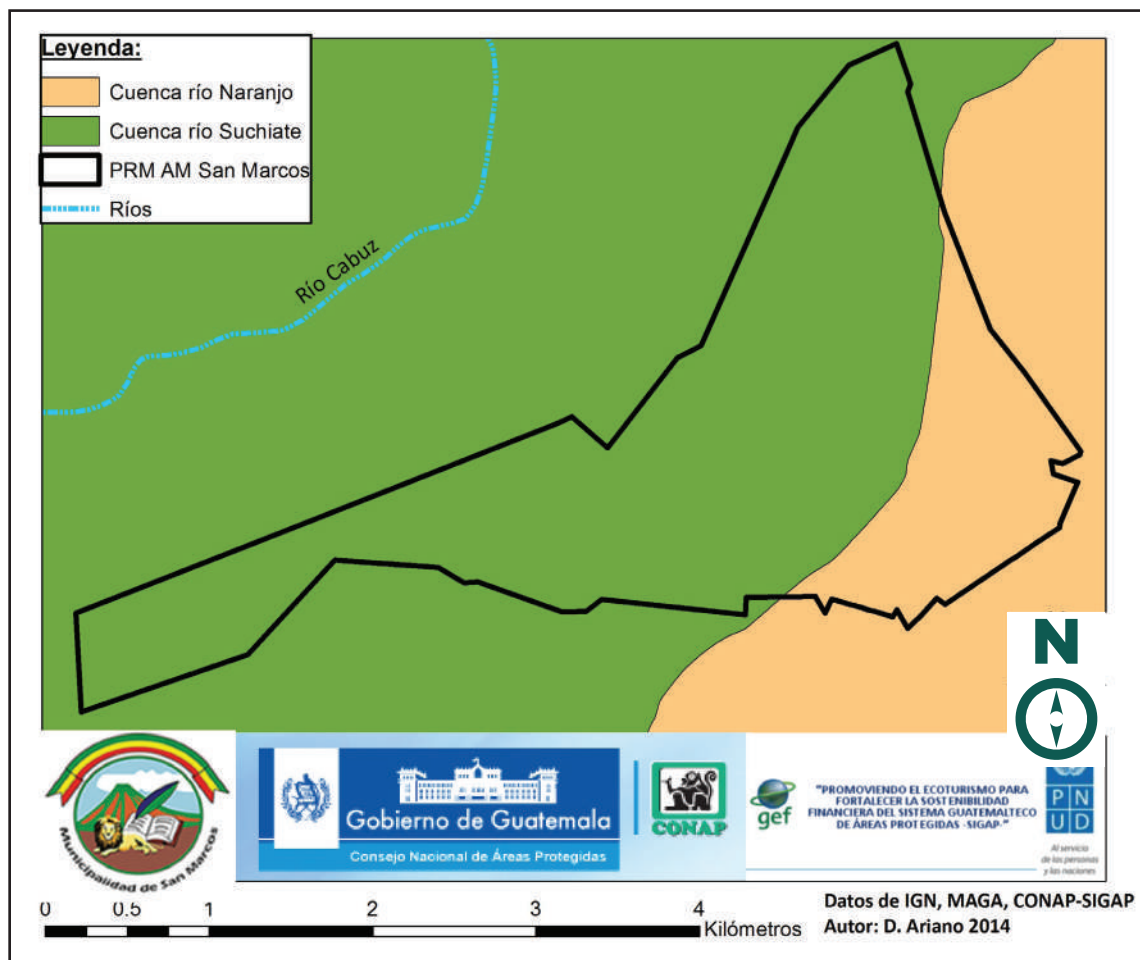 Leyenda:
Cuenca río Naranjo
Cuenca río Suchiate
PRM AM San Marcos
Ríos
Río Cabuz
N
Municipalidad de San Marcos
Gobierno de Guatemala
Consejo Nacional de Áreas Protegidas
CONAP
gef
"PROMOVIENDO EL ECOTURISMO PARA
FORTALECER LA SOSTENIBILIDAD
FINANCIERA DEL SISTEMA GUATEMALTECO
DE ÁREAS PROTEGIDAS -SIGAP-"
P N
U D
Al servicio
de las personas
y las naciones
0 0.5 1 2 3 4
Kilómetros
Datos de IGN, MAGA, CONAP-SIGAP
Autor: D. Ariano 2014